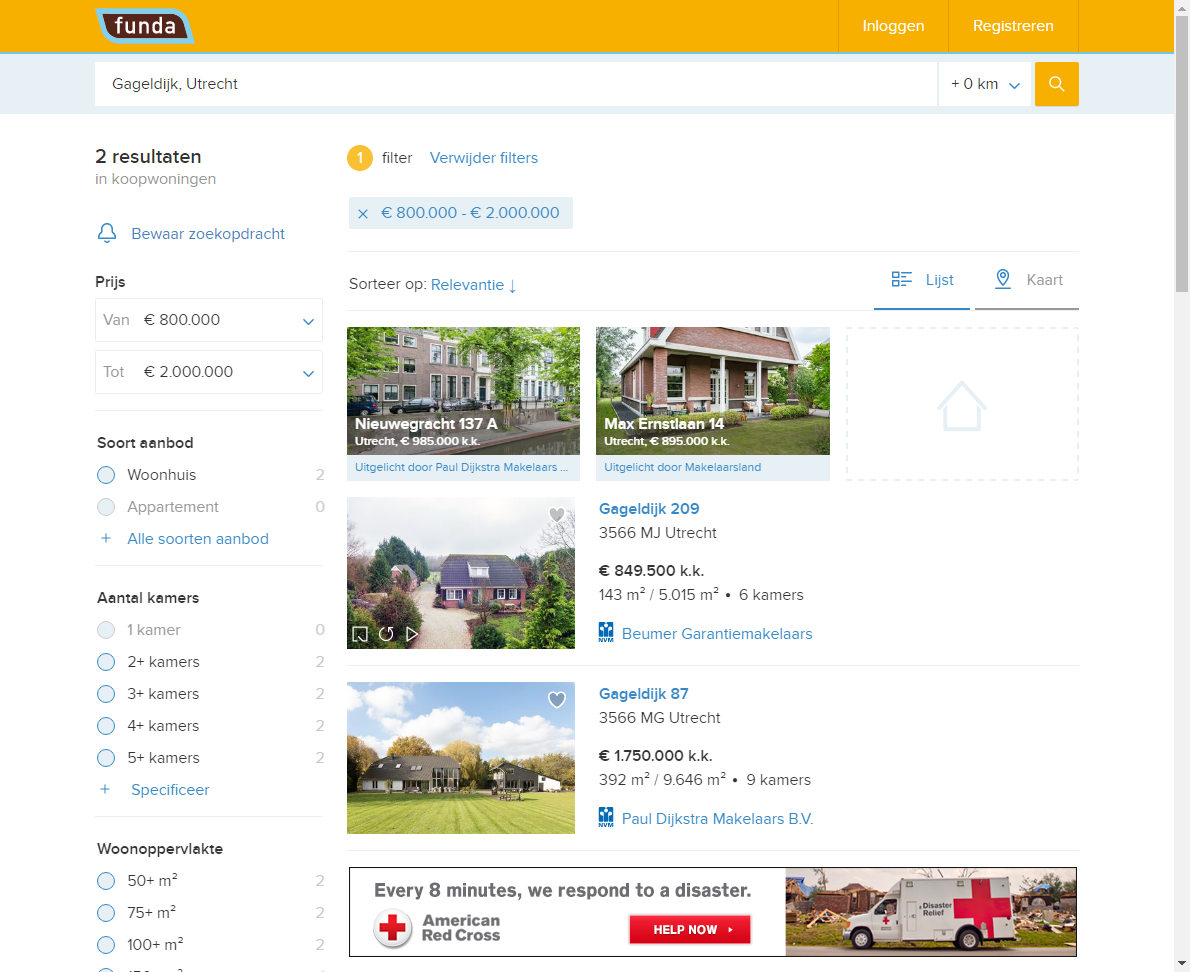 funda
Inloggen
Registreren
Gageldijk, Utrecht
+ 0 km
2 resultaten
in koopwoningen
Bewaar zoekopdracht
Prijs
Van € 800.000
Tot € 2.000.000
Soort aanbod
Woonhuis 2
Appartement 0
+ Alle soorten aanbod
Aantal kamers
1 kamer 0
2+ kamers 2
3+ kamers 2
4+ kamers 2
5+ kamers 2
+ Specificeer
Woonoppervlakte
50+ m² 2
75+ m² 2
100+ m² 2
1 filter Verwijder filters
× € 800.000 - € 2.000.000
Sorteer op: Relevantie ↓
Lijst
Kaart
Nieuwegracht 137 A
Utrecht, € 985.000 k.k.
Uitgelicht door Paul Dijkstra Makelaars ...
Max Ernstlaan 14
Utrecht, € 895.000 k.k.
Uitgelicht door Makelaarsland
Gageldijk 209
3566 MJ Utrecht
€ 849.500 k.k.
143 m² / 5.015 m² • 6 kamers
NVM Beumer Garantiemakelaars
Gageldijk 87
3566 MG Utrecht
€ 1.750.000 k.k.
392 m² / 9.646 m² • 9 kamers
NVM Paul Dijkstra Makelaars B.V.
Every 8 minutes, we respond to a disaster.
American
Red Cross
HELP NOW
Disaster
Relief